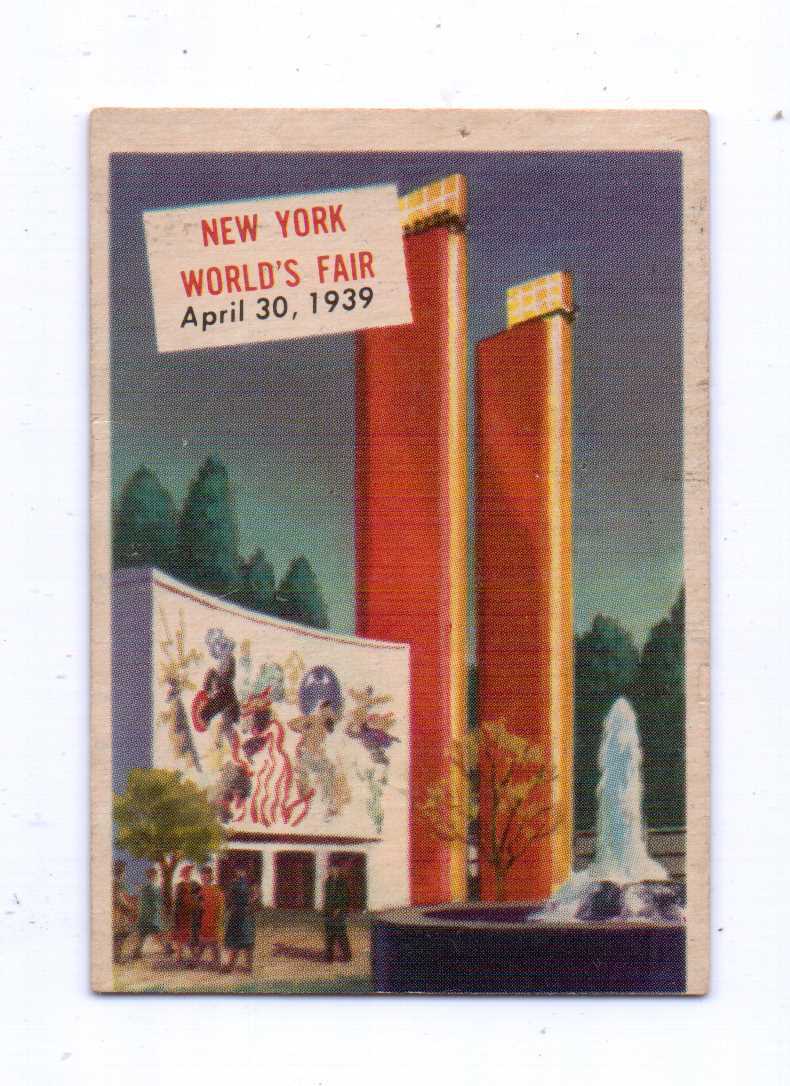 NEW YORK
WORLD'S FAIR
April 30, 1939